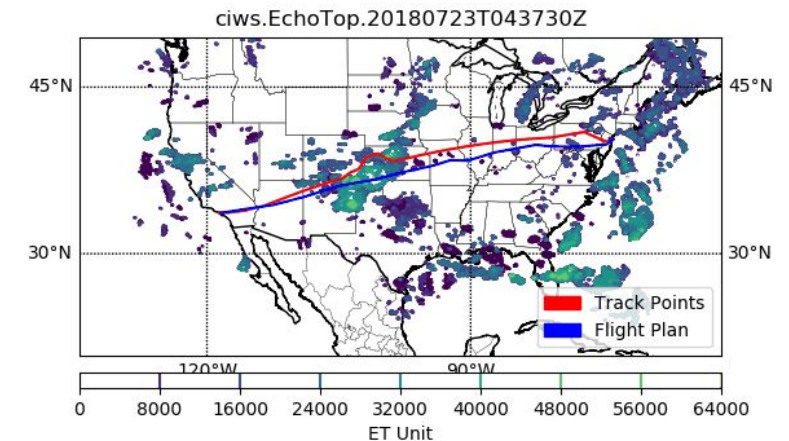 ciws.EchoTop.20180723T043730Z
45°N 45°N
30°N 30°N
Track Points
Flight Plan
120°W 90°W
0 8000 16000 24000 32000 40000 48000 56000 64000
ET Unit